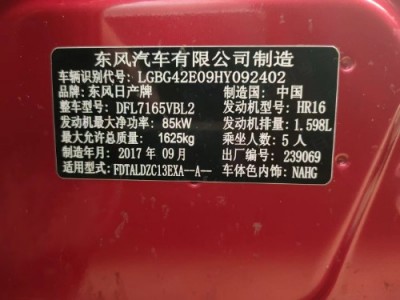 东风汽车有限公司制造
车辆识别代号：LGBG42E09HY092402
品牌：东风日产牌 制造国：中国
整车型号：DFL7165VBL2 发动机型号：HR16
发动机最大净功率：85kW 发动机排量：1.598L
最大允许总质量：1625kg 乘坐人数：5 人
制造年月：2017 年 09 月 出厂编号：239069
适用型号：FDTALDZC13EXA--A-- 车体色内饰：NAHG